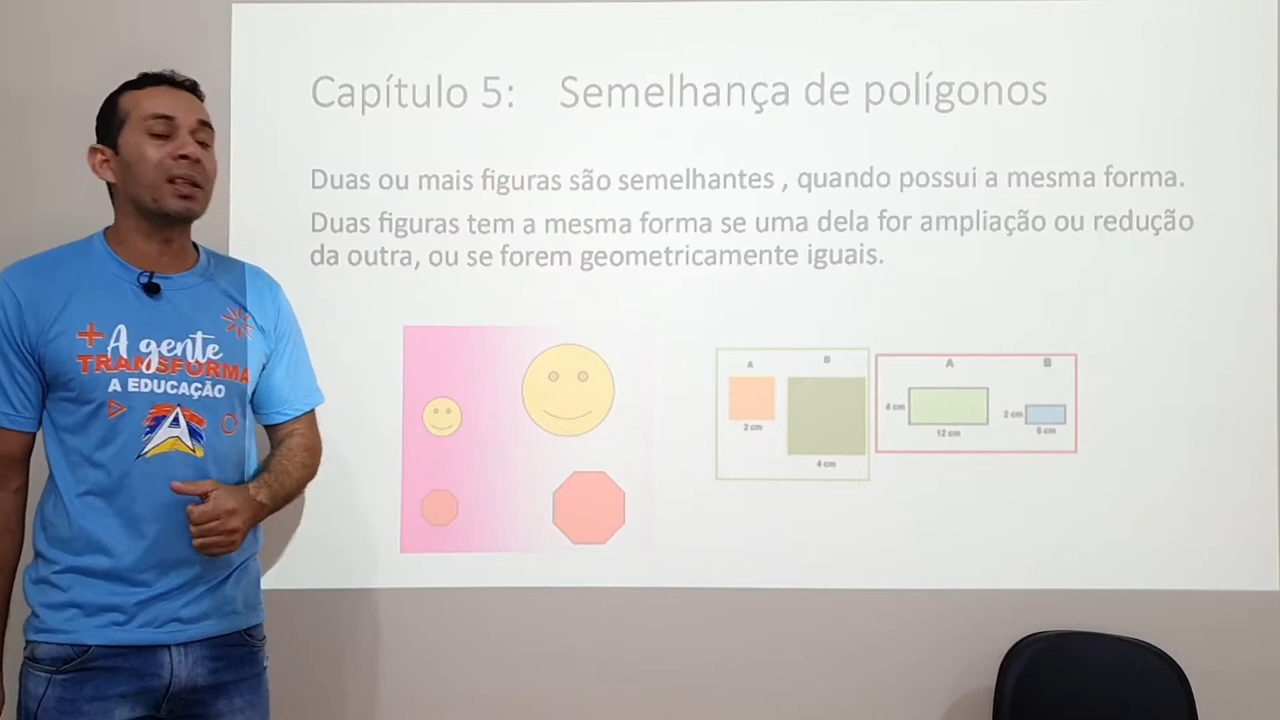 Capítulo 5: Semelhança de polígonos
Duas ou mais figuras são semelhantes , quando possui a mesma forma.
Duas figuras tem a mesma forma se uma dela for ampliação ou redução
da outra, ou se forem geometricamente iguais.
A
B
2 cm
4 cm
A
B
4 cm
12 cm
2 cm
6 cm
A gente
TRANSFORMA
A EDUCAÇÃO